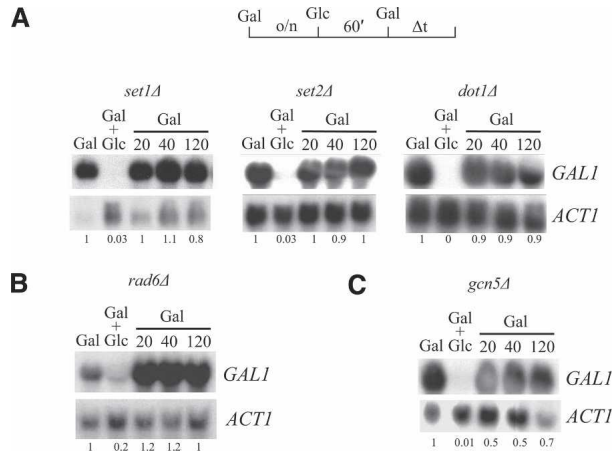 A
Gal Glc Gal
o/n 60′ Δt
set1Δ set2Δ dot1Δ
Gal Gal + Glc Gal Gal Gal + Glc Gal Gal Gal + Glc Gal
20 40 120 20 40 120 20 40 120
GAL1
ACT1
1 0.03 1 1.1 0.8 1 0.03 1 0.9 1 1 0 0.9 0.9 0.9
B
rad6Δ
Gal Gal + Glc Gal
20 40 120
GAL1
ACT1
1 0.2 1.2 1.2 1
C
gcn5Δ
Gal Gal + Glc Gal
20 40 120
GAL1
ACT1
1 0.01 0.5 0.5 0.7